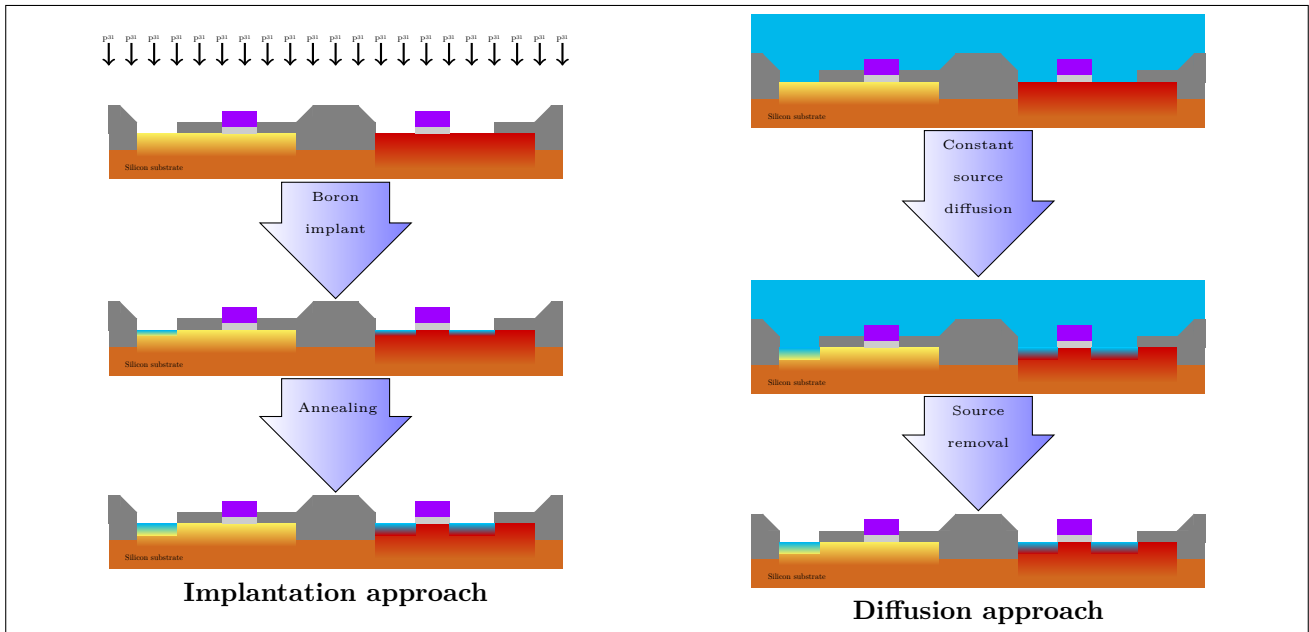 P³¹ P³¹ P³¹ P³¹ P³¹ P³¹ P³¹ P³¹ P³¹ P³¹ P³¹ P³¹ P³¹ P³¹ P³¹ P³¹ P³¹ P³¹ P³¹ P³¹ P³¹
Silicon substrate
Boron
implant
Silicon substrate
Annealing
Silicon substrate
Implantation approach
Silicon substrate
Constant
source
diffusion
Silicon substrate
Source
removal
Silicon substrate
Diffusion approach